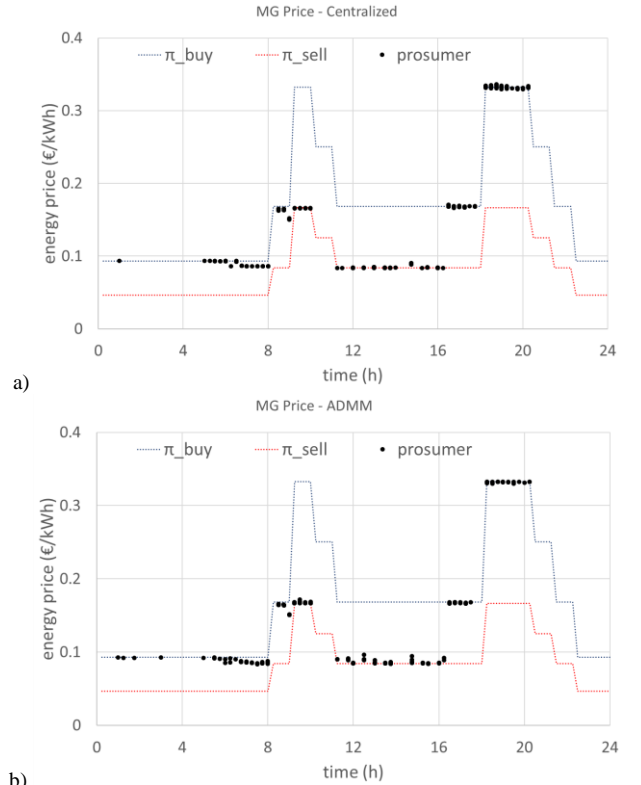 MG Price - Centralized
0.4
π_buy π_sell prosumer
0.3
0.2
0.1
0
energy price (€/kWh)
0 4 8 12 16 20 24
time (h)
a)
MG Price - ADMM
0.4
π_buy π_sell prosumer
0.3
0.2
0.1
0
energy price (€/kWh)
0 4 8 12 16 20 24
time (h)
b)